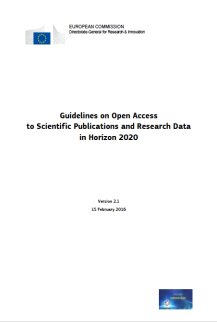 EUROPEAN COMMISSION
Directorate-General for Research & Innovation
Guidelines on Open Access
to Scientific Publications and Research Data
in Horizon 2020
Version 2.1
15 February 2016